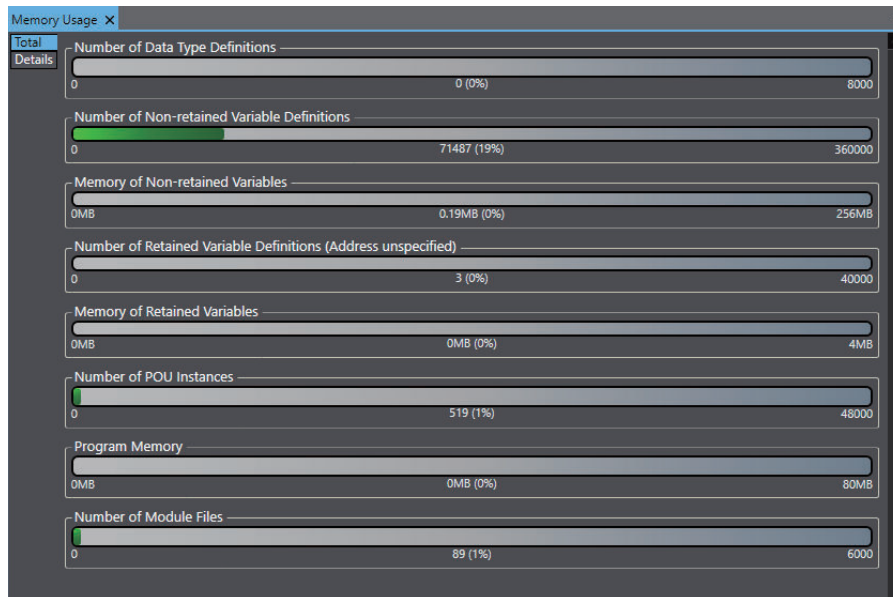 Memory Usage X
Total
Details
Number of Data Type Definitions
0 0 (0%) 8000
Number of Non-retained Variable Definitions
0 71487 (19%) 360000
Memory of Non-retained Variables
0MB 0.19MB (0%) 256MB
Number of Retained Variable Definitions (Address unspecified)
0 3 (0%) 40000
Memory of Retained Variables
0MB 0MB (0%) 4MB
Number of POU Instances
0 519 (1%) 48000
Program Memory
0MB 0MB (0%) 80MB
Number of Module Files
0 89 (1%) 6000